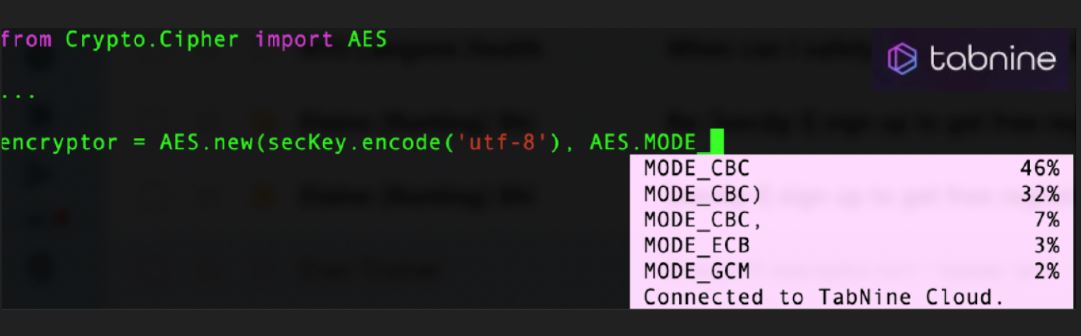 from Crypto.Cipher import AES
tabnine
...
encryptor = AES.new(secKey.encode('utf-8'), AES.MODE_
MODE_CBC 46%
MODE_CBC) 32%
MODE_CBC, 7%
MODE_ECB 3%
MODE_GCM 2%
Connected to TabNine Cloud.